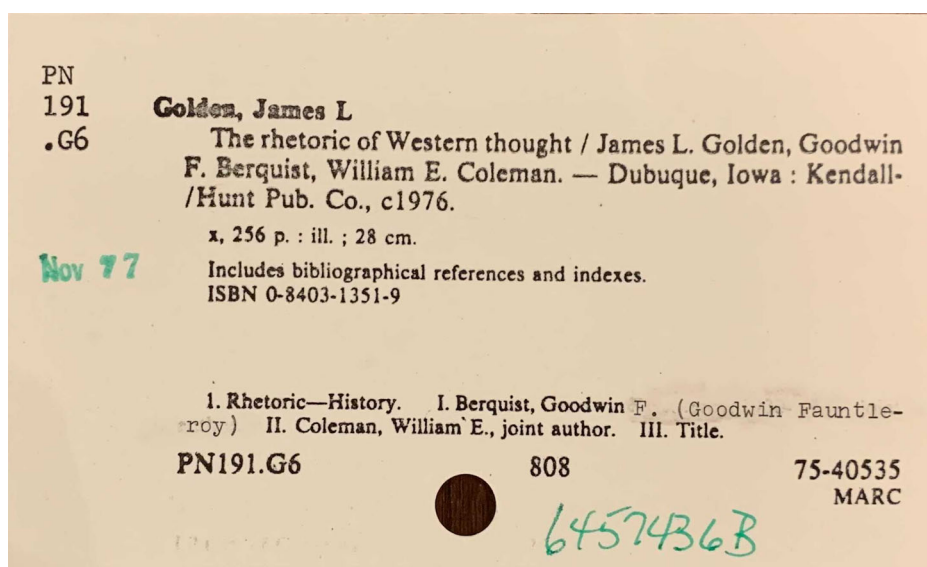 PN
191 Golden, James L
.G6 The rhetoric of Western thought / James L. Golden, Goodwin
F. Berquist, William E. Coleman. — Dubuque, Iowa : Kendall-
/Hunt Pub. Co., c1976.
x, 256 p. : ill. ; 28 cm.
Nov 77 Includes bibliographical references and indexes.
ISBN 0-8403-1351-9
1. Rhetoric—History. I. Berquist, Goodwin F. (Goodwin Fauntle-
roy) II. Coleman, William E., joint author. III. Title.
PN191.G6 808 75-40535
MARC
6457436B